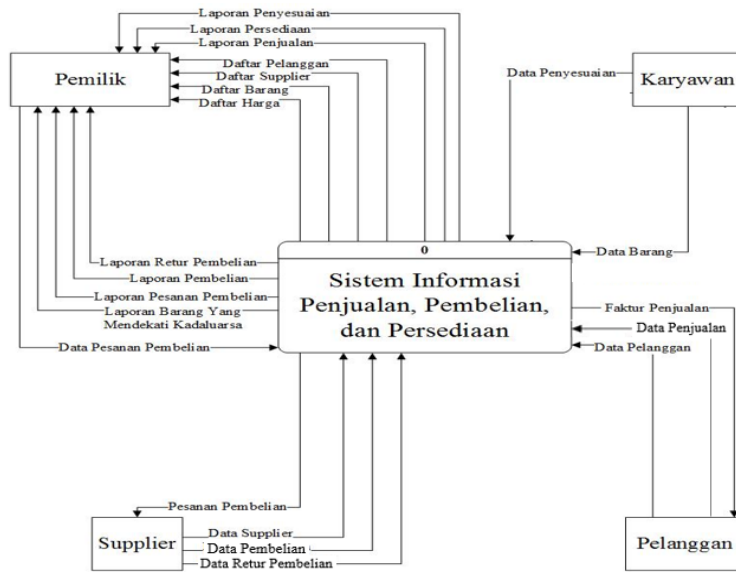 Laporan Penyesuaian
Laporan Persediaan
Laporan Penjualan
Daftar Pelanggan
Daftar Supplier
Daftar Barang
Daftar Harga
Pemilik
Data Penyesuaian
Karyawan
0
Sistem Informasi
Penjualan, Pembelian,
dan Persediaan
Data Barang
Laporan Retur Pembelian
Laporan Pembelian
Laporan Pesanan Pembelian
Laporan Barang Yang
Mendekati Kadaluarsa
Data Pesanan Pembelian
Faktur Penjualan
Data Penjualan
Data Pelanggan
Pesanan Pembelian
Supplier
Data Supplier
Data Pembelian
Data Retur Pembelian
Pelanggan